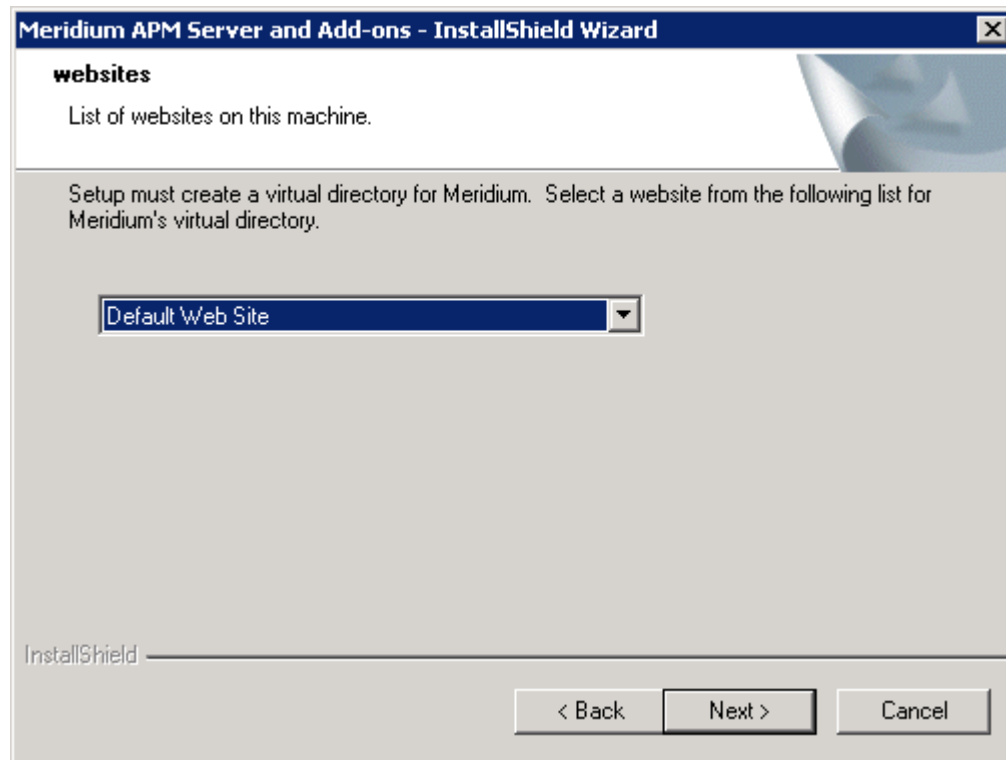 Meridium APM Server and Add-ons - InstallShield Wizard
websites
List of websites on this machine.
Setup must create a virtual directory for Meridium.  Select a website from the following list for
Meridium's virtual directory.
Default Web Site
InstallShield
< Back
Next >
Cancel